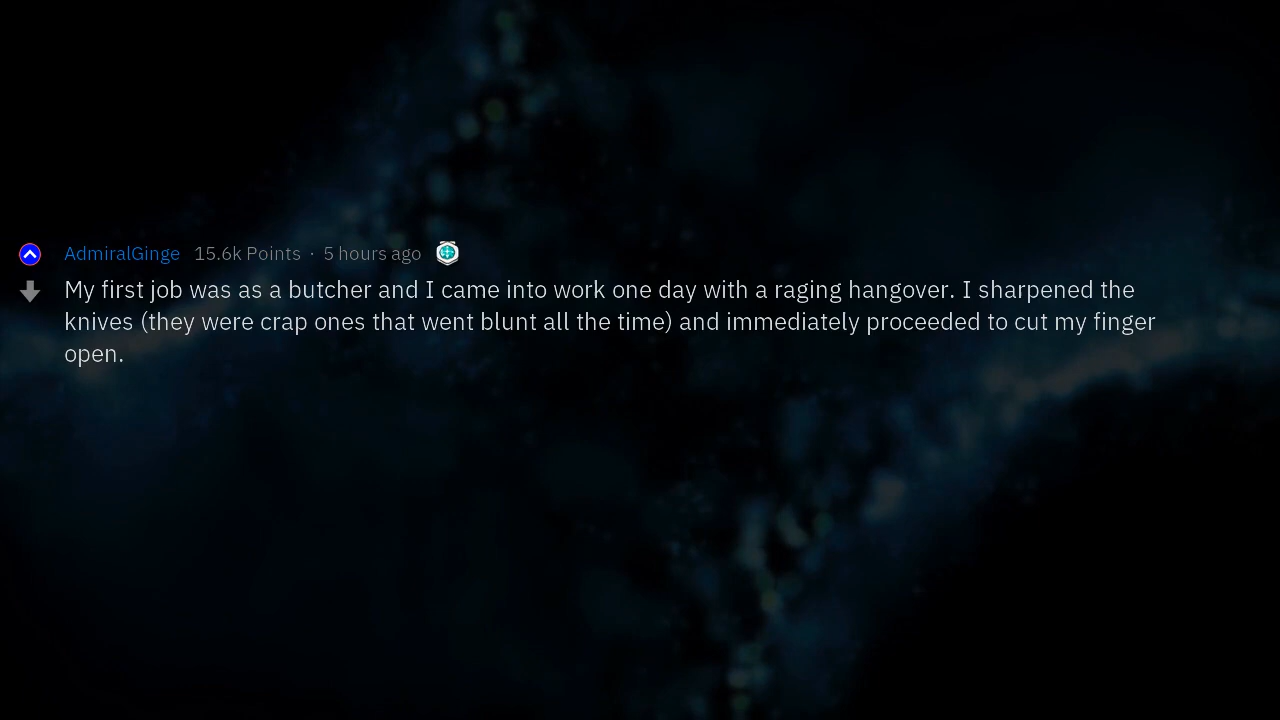 AdmiralGinge 15.6k Points · 5 hours ago
My first job was as a butcher and I came into work one day with a raging hangover. I sharpened the
knives (they were crap ones that went blunt all the time) and immediately proceeded to cut my finger
open.